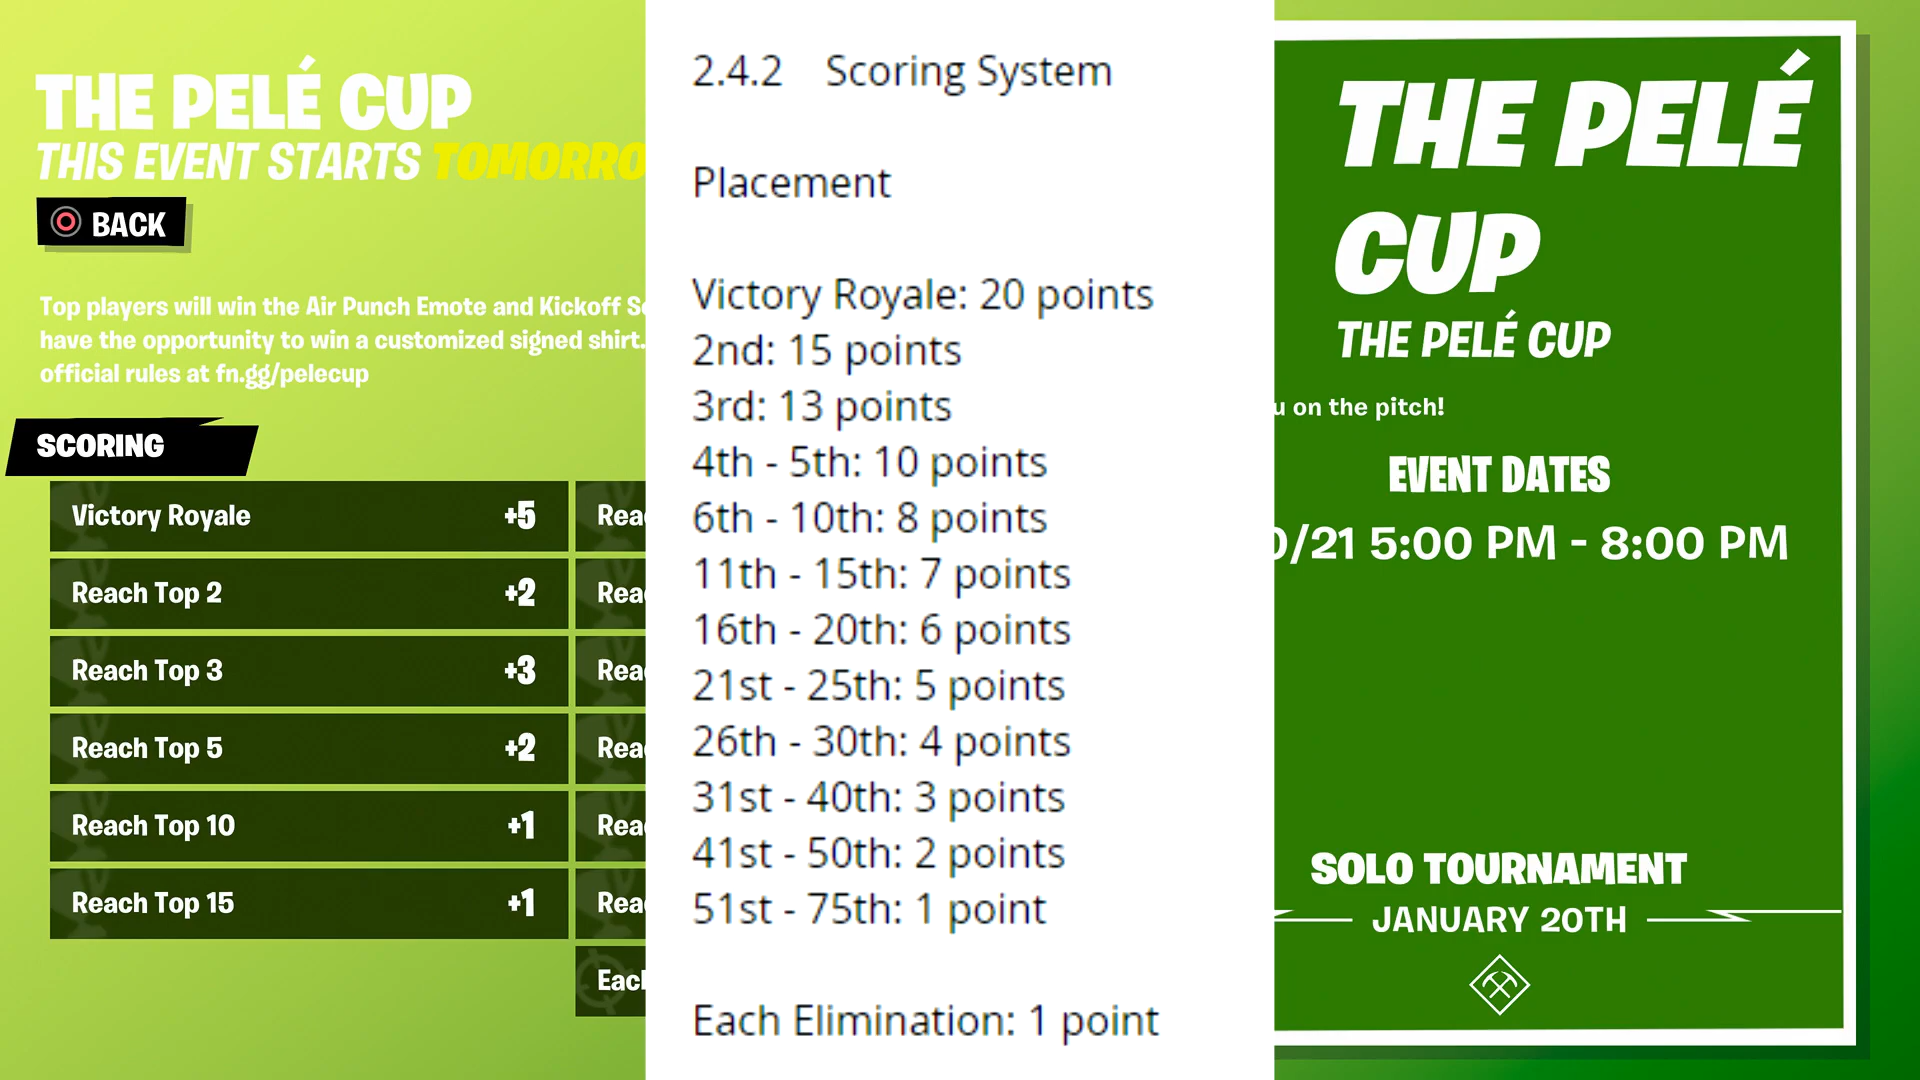 THE PELÉ CUP
THIS EVENT STARTS
BACK
Top players will win the Air Punch Emote and Kickoff
have the opportunity to win a customized signed shirt.
official rules at fn.gg/pelecup
SCORING
Victory Royale +5
Reach Top 2 +2
Reach Top 3 +3
Reach Top 5 +2
Reach Top 10 +1
Reach Top 15 +1
2.4.2 Scoring System
Placement
Victory Royale: 20 points
2nd: 15 points
3rd: 13 points
4th - 5th: 10 points
6th - 10th: 8 points
11th - 15th: 7 points
16th - 20th: 6 points
21st - 25th: 5 points
26th - 30th: 4 points
31st - 40th: 3 points
41st - 50th: 2 points
51st - 75th: 1 point
Each Elimination: 1 point
THE PELÉ
CUP
THE PELÉ CUP
on the pitch!
EVENT DATES
/21 5:00 PM - 8:00 PM
SOLO TOURNAMENT
JANUARY 20TH